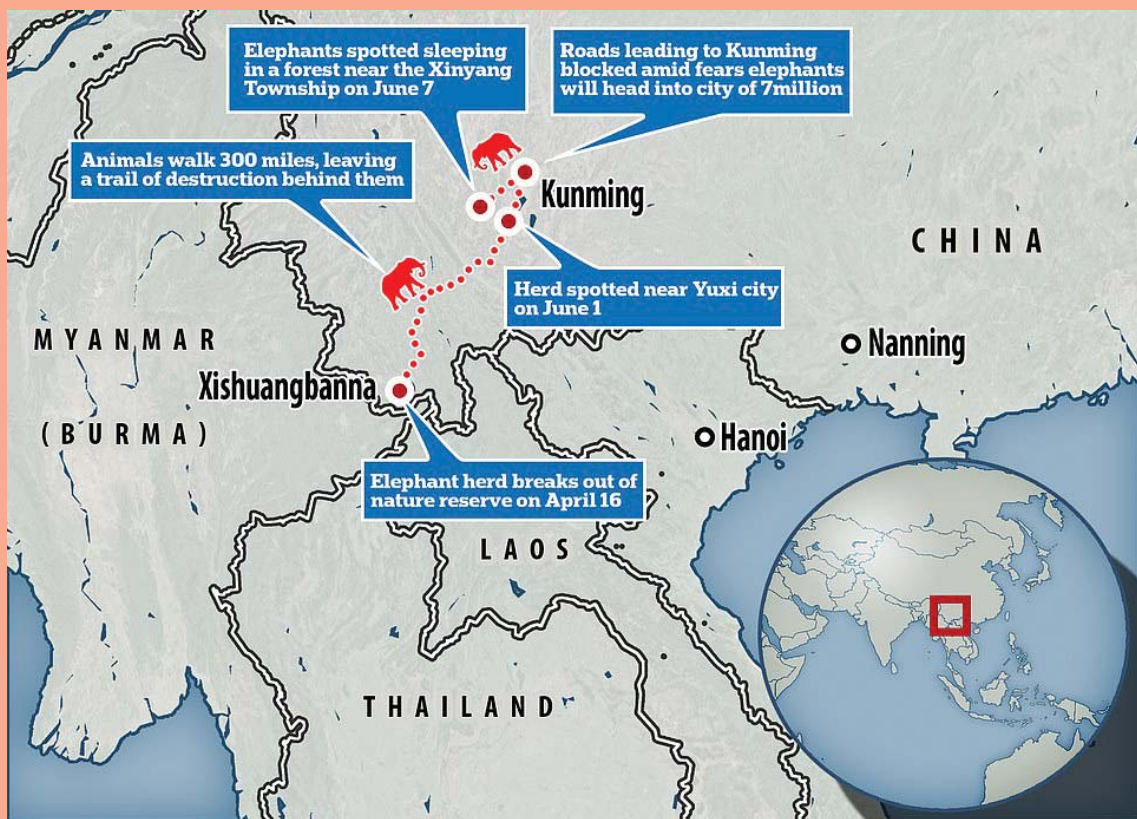 Elephants spotted sleeping
in a forest near the Xinyang
Township on June 7
Roads leading to Kunming
blocked amid fears elephants
will head into city of 7million
Animals walk 300 miles, leaving
a trail of destruction behind them
Kunming
CHINA
Herd spotted near Yuxi city
on June 1
MYANMAR
(BURMA)
Nanning
Xishuangbanna
Hanoi
Elephant herd breaks out of
nature reserve on April 16
LAOS
THAILAND